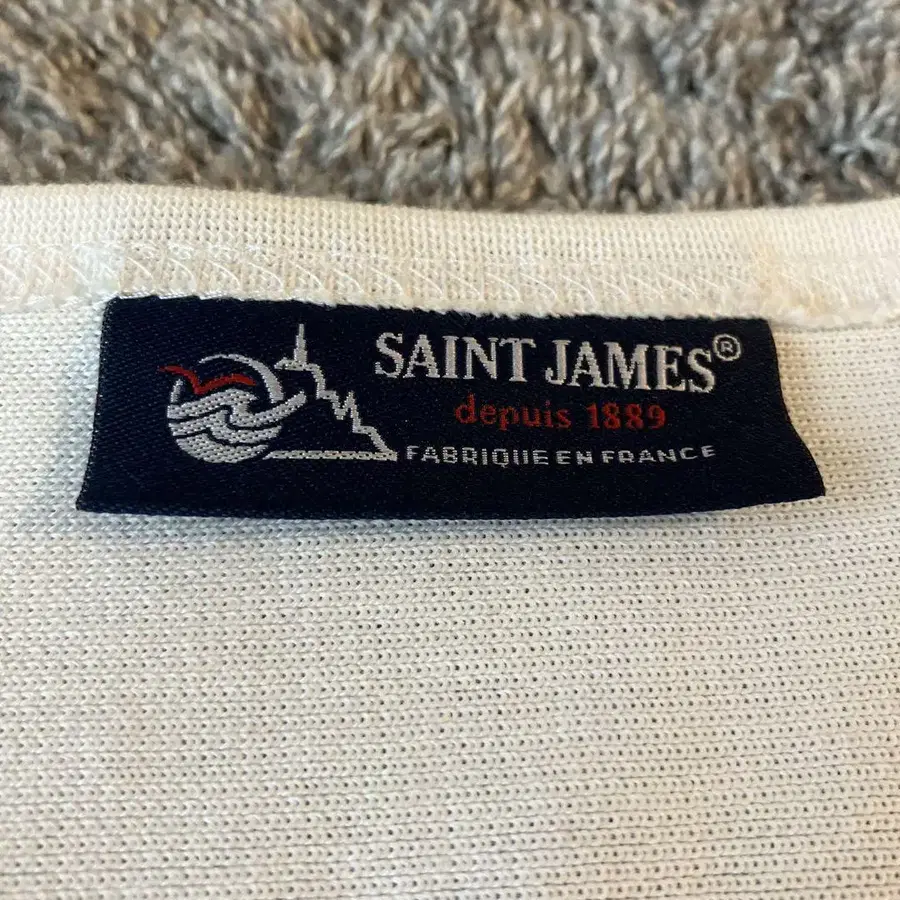 SAINT JAMES®
depuis 1889
FABRIQUE EN FRANCE